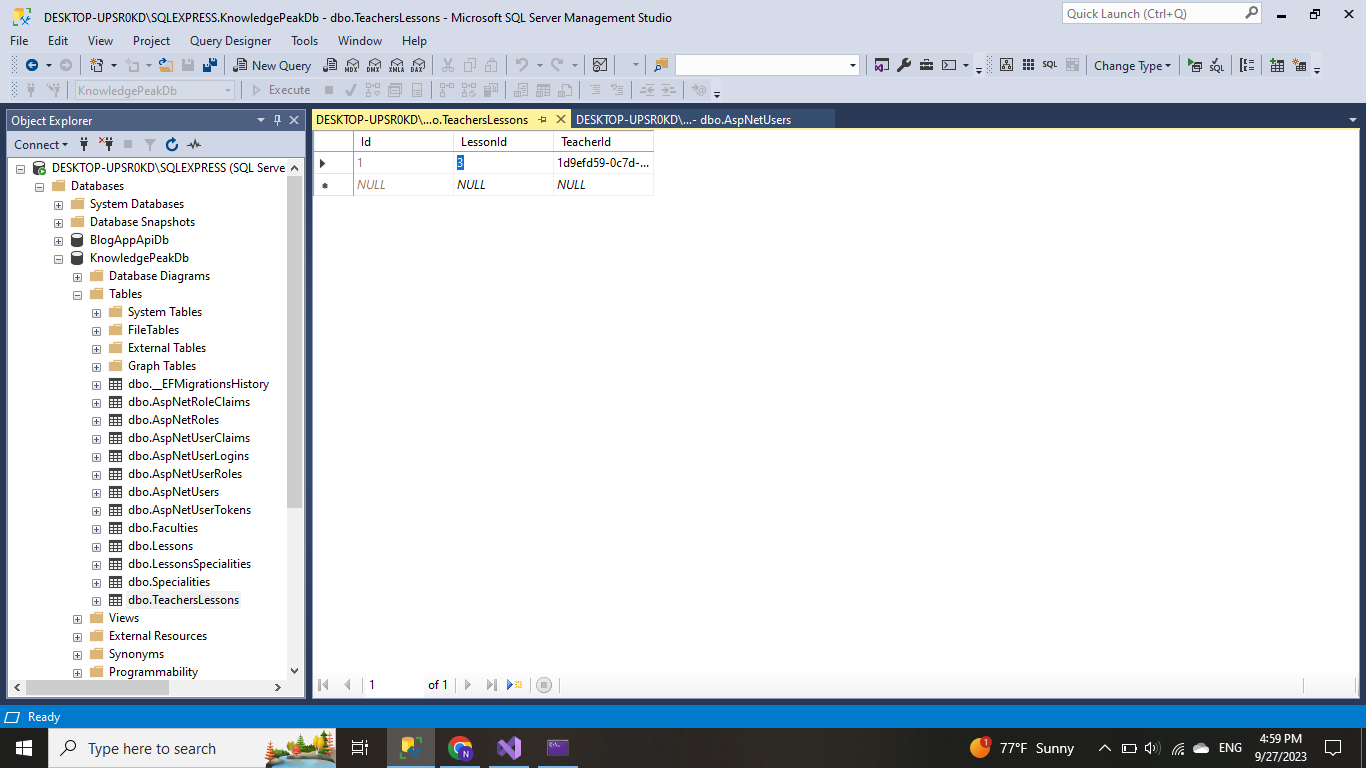 DESKTOP-UPSR0KD\SQLEXPRESS.KnowledgePeakDb - dbo.TeachersLessons - Microsoft SQL Server Management Studio
Quick Launch (Ctrl+Q)
File Edit View Project Query Designer Tools Window Help
New Query MDX DMX XMLA DAX SQL Change Type SQL
KnowledgePeakDb Execute
Object Explorer
DESKTOP-UPSR0KD\...o.TeachersLessons DESKTOP-UPSR0KD\...- dbo.AspNetUsers
Connect
Id LessonId TeacherId
1 3 1d9efd59-0c7d-...
NULL NULL NULL
DESKTOP-UPSR0KD\SQLEXPRESS (SQL Serve
Databases
System Databases
Database Snapshots
BlogAppApiDb
KnowledgePeakDb
Database Diagrams
Tables
System Tables
FileTables
External Tables
Graph Tables
dbo.__EFMigrationsHistory
dbo.AspNetRoleClaims
dbo.AspNetRoles
dbo.AspNetUserClaims
dbo.AspNetUserLogins
dbo.AspNetUserRoles
dbo.AspNetUsers
dbo.AspNetUserTokens
dbo.Faculties
dbo.Lessons
dbo.LessonsSpecialities
dbo.Specialities
dbo.TeachersLessons
Views
External Resources
Synonyms
Programmability
1 of 1
Ready
Type here to search
N
1
77°F Sunny
ENG
4:59 PM
9/27/2023